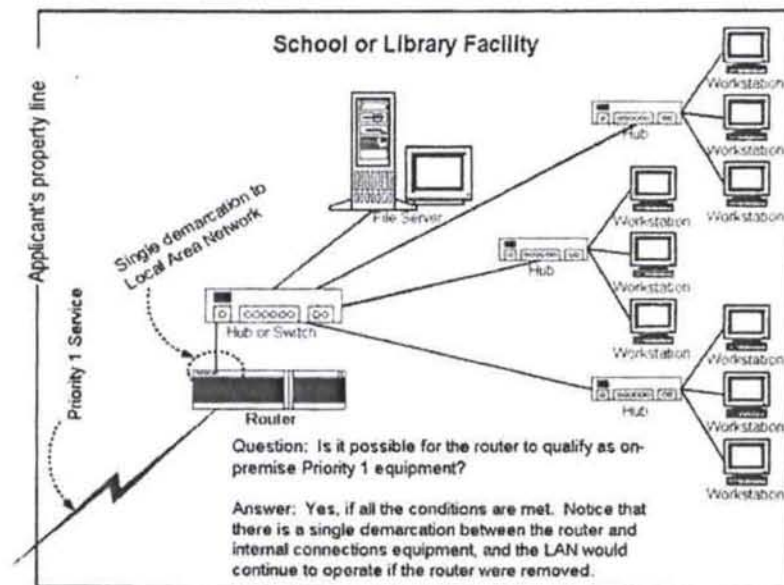 School or Library Facility
Applicant's property line
Workstation
Workstation
Workstation
Hub
File Server
Single demarcation to
Local Area Network
Workstation
Workstation
Workstation
Hub
Hub or Switch
Priority 1 Service
Router
Workstation
Workstation
Workstation
Hub
Question: Is it possible for the router to qualify as on-
premise Priority 1 equipment?
Answer: Yes, if all the conditions are met. Notice that
there is a single demarcation between the router and
internal connections equipment, and the LAN would
continue to operate if the router were removed.